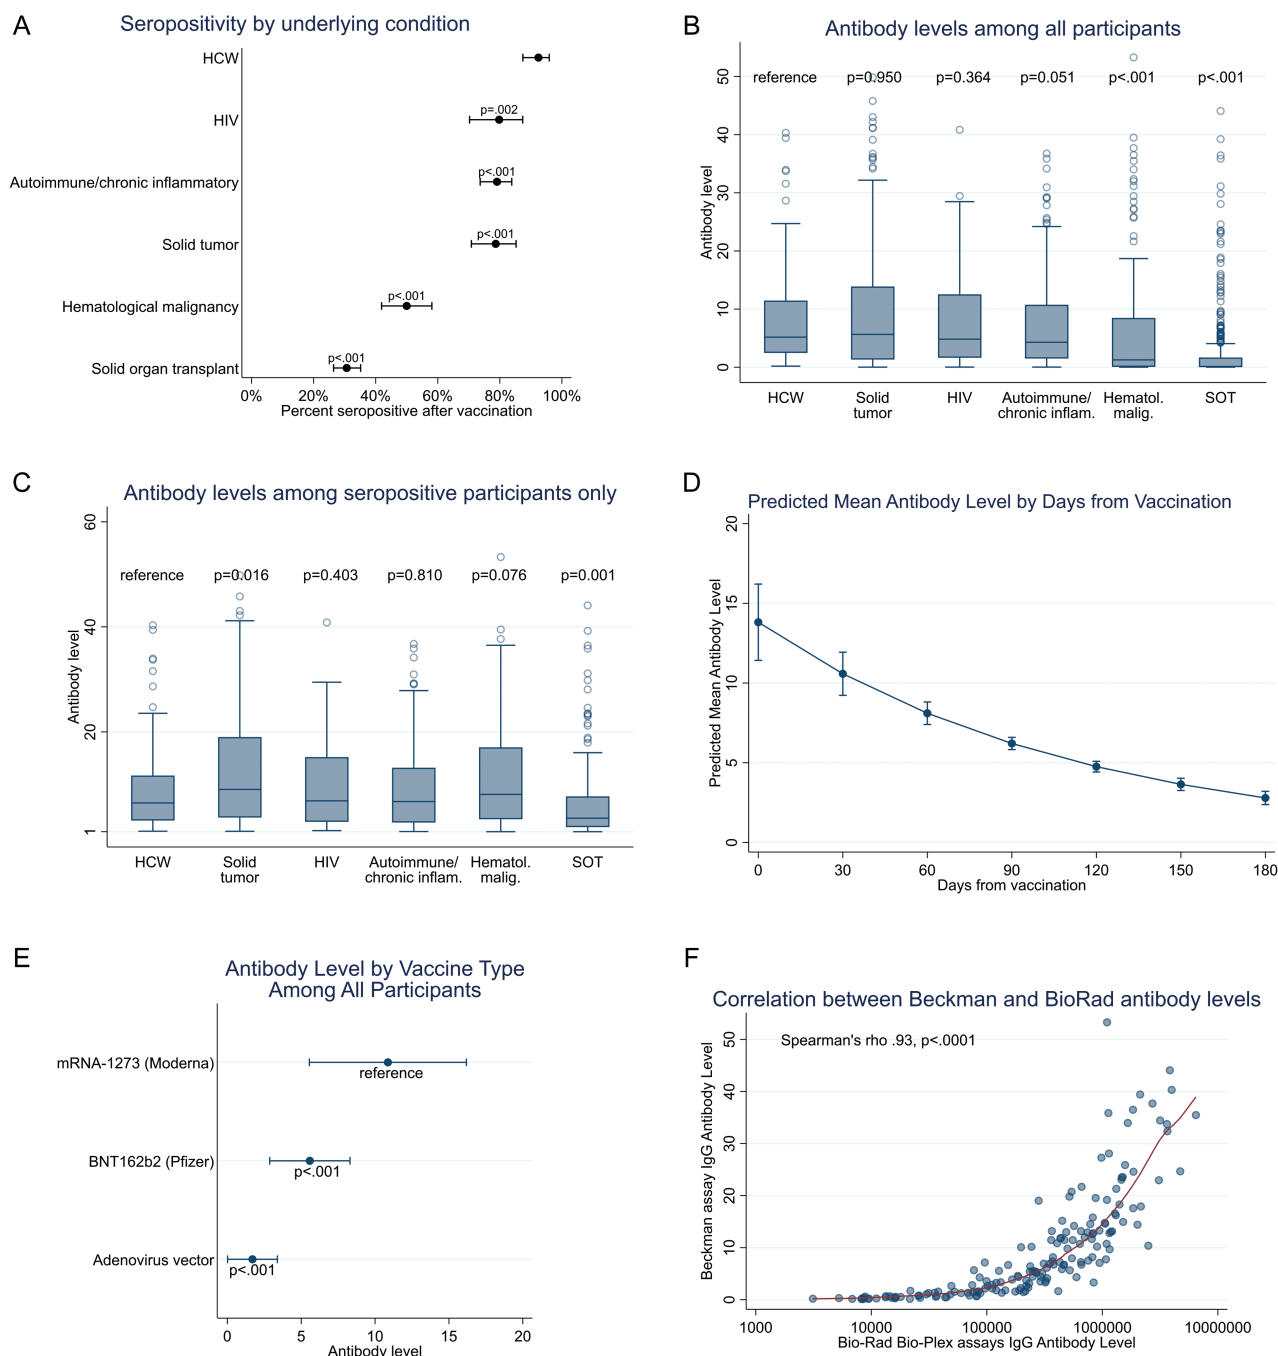 A
Seropositivity by underlying condition
HCW
HIV
p=.002
Autoimmune/chronic inflammatory
p<.001
Solid tumor
p<.001
Hematological malignancy
p<.001
Solid organ transplant
p<.001
0% 20% 40% 60% 80% 100%
Percent seropositive after vaccination
B
Antibody levels among all participants
reference p=0.950 p=0.364 p=0.051 p<.001 p<.001
Antibody level
50
40
30
20
10
0
HCW Solid tumor HIV Autoimmune/ chronic inflam. Hematol. malig. SOT
C
Antibody levels among seropositive participants only
reference p=0.016 p=0.403 p=0.810 p=0.076 p=0.001
Antibody level
60
40
20
1
HCW Solid tumor HIV Autoimmune/ chronic inflam. Hematol. malig. SOT
D
Predicted Mean Antibody Level by Days from Vaccination
Predicted Mean Antibody Level
20
15
10
5
0
0 30 60 90 120 150 180
Days from vaccination
E
Antibody Level by Vaccine Type
Among All Participants
mRNA-1273 (Moderna)
reference
BNT162b2 (Pfizer)
p<.001
Adenovirus vector
p<.001
0 5 10 15 20
Antibody level
F
Correlation between Beckman and BioRad antibody levels
Spearman's rho .93, p<.0001
Beckman assay IgG Antibody Level
50
40
30
20
10
0
1000 10000 100000 1000000 10000000
Bio-Rad Bio-Plex assays IgG Antibody Level